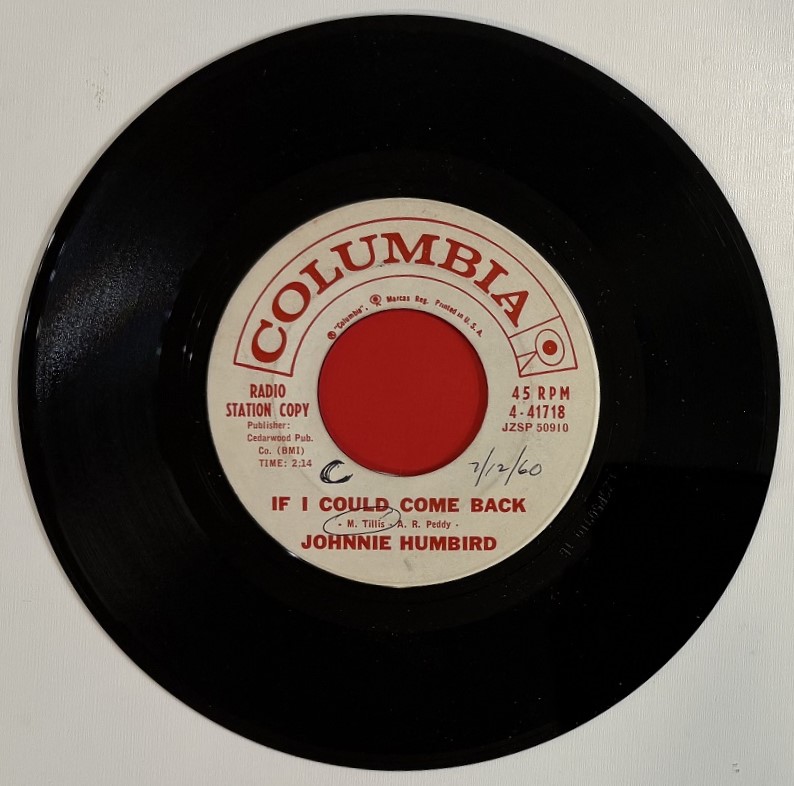 COLUMBIA
Ⓟ "Columbia", Marcas Reg. Printed in U. S. A.
RADIO
STATION COPY
Publisher:
Cedarwood Pub.
Co. (BMI)
TIME: 2:14
45 RPM
4-41718
JZSP 50910
C
7/12/60
IF I COULD COME BACK
- M. Tillis - A. R. Peddy -
JOHNNIE HUMBIRD